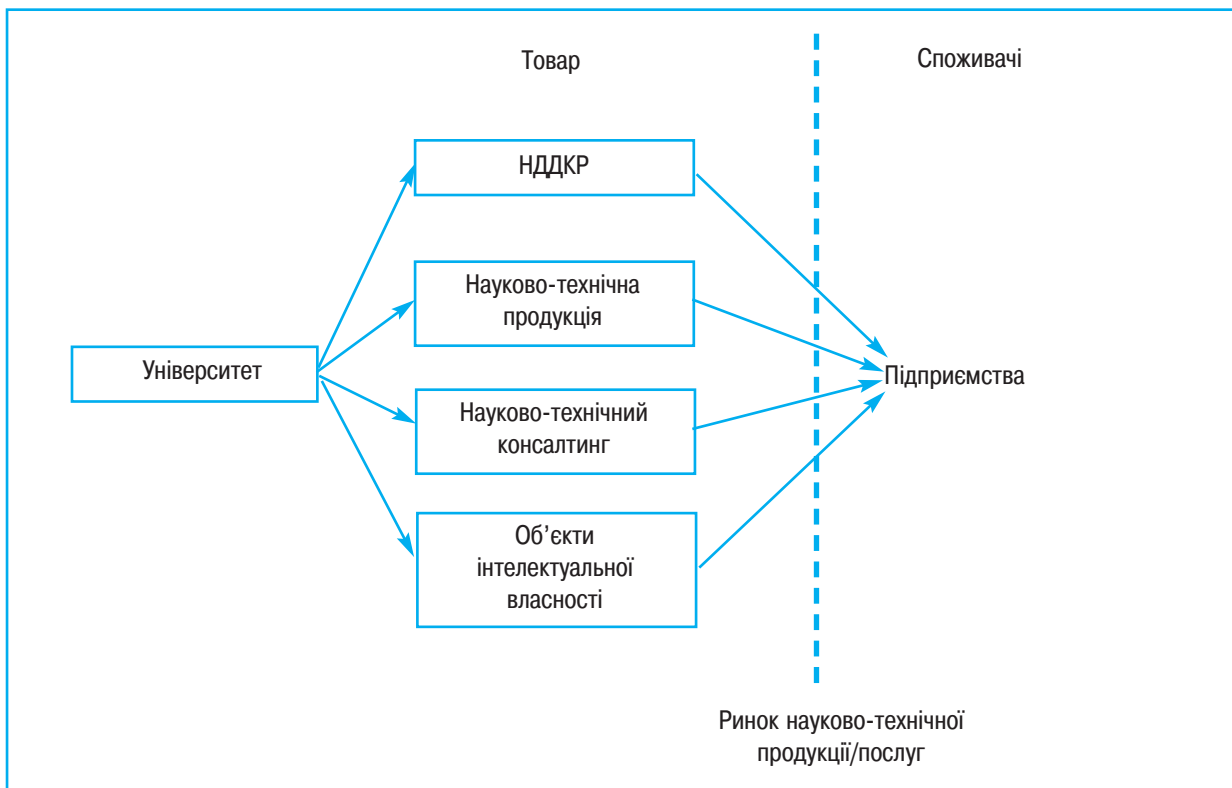 Товар
Споживачі
НДДКР
Науково-технічна
продукція
Університет
Підприємства
Науково-технічний
консалтинг
Об’єкти
інтелектуальної
власності
Ринок науково-технічної
продукції/послуг